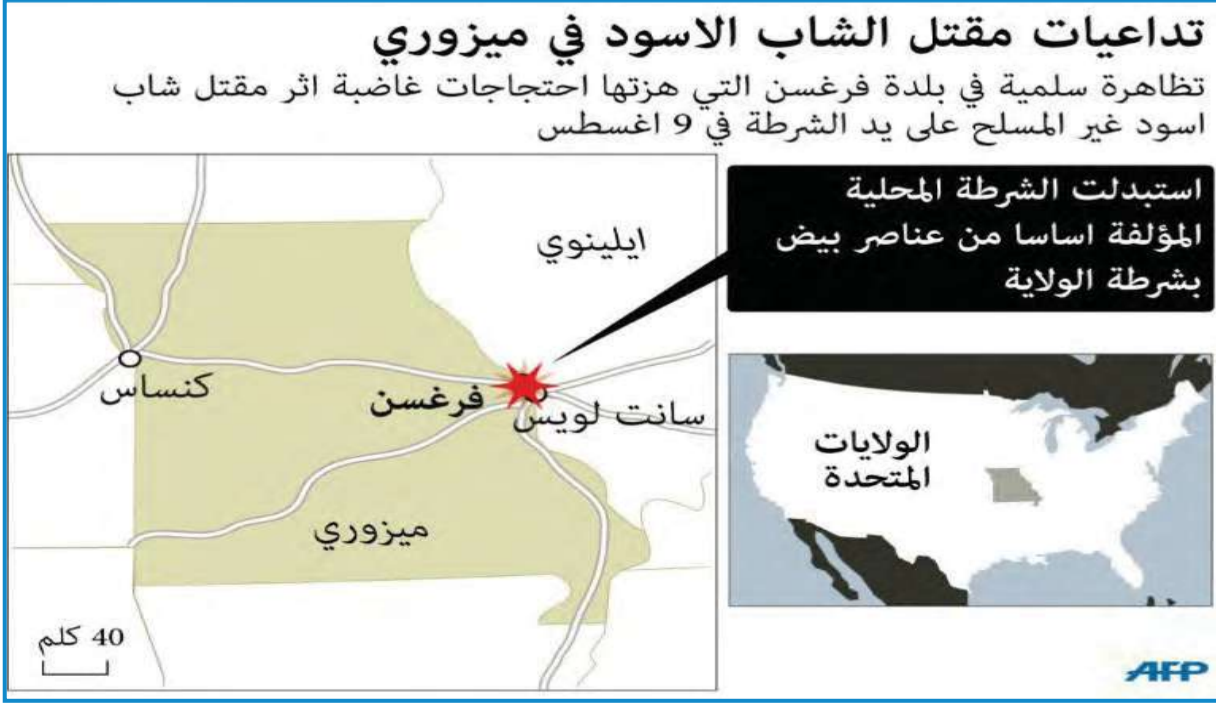 تداعيات مقتل الشاب الاسود في ميزوري
تظاهرة سلمية في بلدة فرغسن التي هزتها احتجاجات غاضبة اثر مقتل شاب
اسود غير المسلح على يد الشرطة في 9 اغسطس
استبدلت الشرطة المحلية
المؤلفة اساسا من عناصر بيض
بشرطة الولاية
ايلينوي
كنساس
فرغسن
سانت لويس
ميزوري
40 كلم
الولايات
المتحدة
AFP